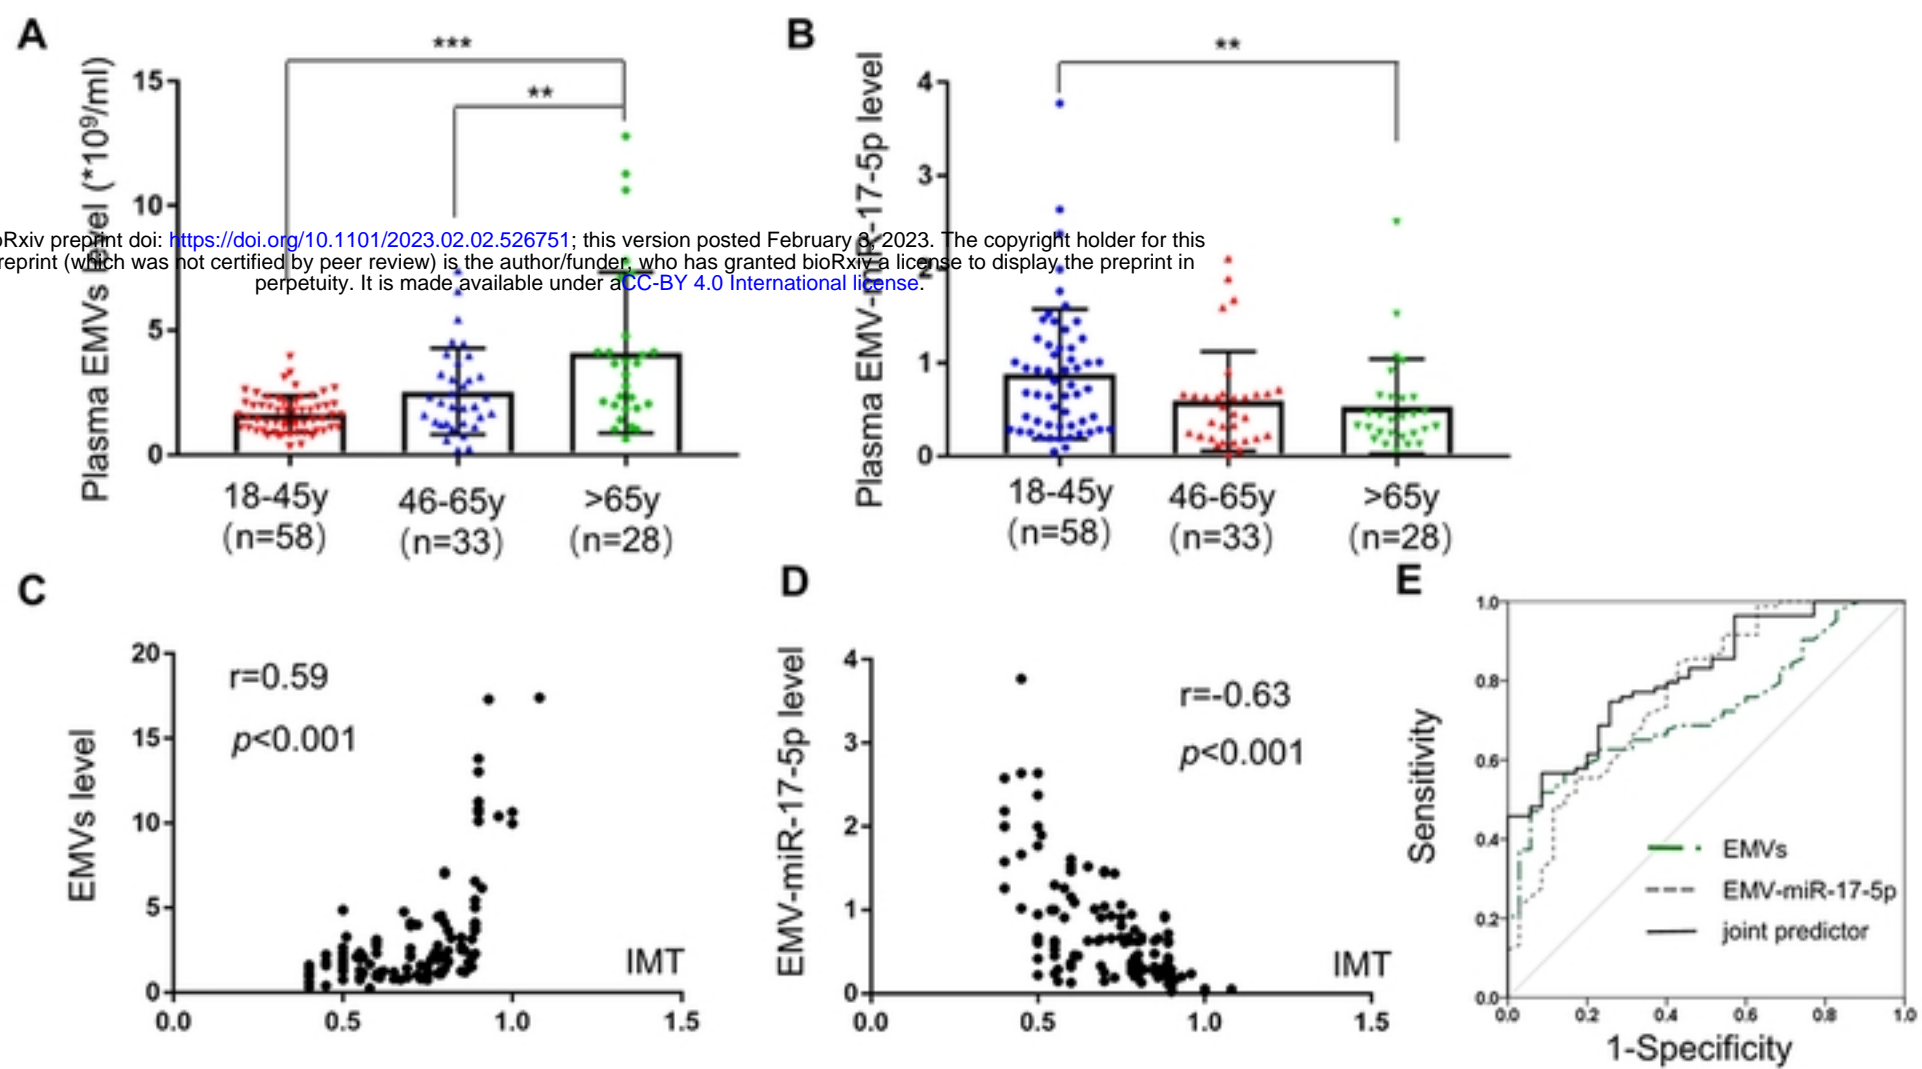 A
***
**
Plasma EMVs level (*10⁹/ml)
15
10
5
0
18-45y
(n=58)
46-65y
(n=33)
>65y
(n=28)
B
**
Plasma EMV-miR-17-5p level
4
3
2
1
0
18-45y
(n=58)
46-65y
(n=33)
>65y
(n=28)
oRxiv preprint doi: https://doi.org/10.1101/2023.02.02.526751; this version posted February 3, 2023. The copyright holder for this
reprint (which was not certified by peer review) is the author/funder, who has granted bioRxiv a license to display the preprint in
perpetuity. It is made available under aCC-BY 4.0 International license.
C
EMVs level
20
15
10
5
0
r=0.59
p<0.001
IMT
0.0 0.5 1.0 1.5
D
EMV-miR-17-5p level
4
3
2
1
0
r=-0.63
p<0.001
IMT
0.0 0.5 1.0 1.5
E
Sensitivity
1.0
0.8
0.6
0.4
0.2
0.0
EMVs
EMV-miR-17-5p
joint predictor
0.0 0.2 0.4 0.6 0.8 1.0
1-Specificity